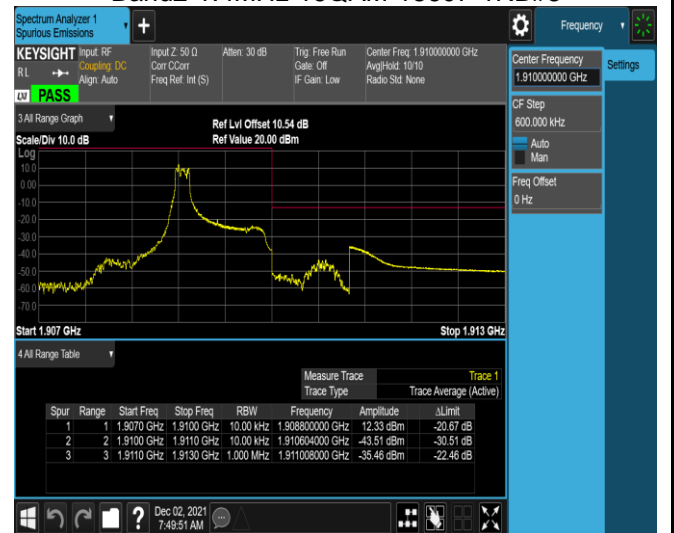 Spectrum Analyzer 1
Spurious Emissions
+
Frequency
KEYSIGHT Input: RF Input Z: 50 Ω Atten: 30 dB Trig: Free Run Center Freq: 1.910000000 GHz
RL Coupling: DC Corr CCorr Gate: Off Avg|Hold: 10/10
Align: Auto Freq Ref: Int (S) IF Gain: Low Radio Std: None
LXI PASS
Center Frequency
1.910000000 GHz
Settings
CF Step
600.000 kHz
Auto
Man
Freq Offset
0 Hz
3 All Range Graph
Ref Lvl Offset 10.54 dB
Scale/Div 10.0 dB Ref Value 20.00 dBm
Log
10.0
0.00
-10.0
-20.0
-30.0
-40.0
-50.0
-60.0
-70.0
Start 1.907 GHz Stop 1.913 GHz
4 All Range Table
Measure Trace Trace 1
Trace Type Trace Average (Active)
Spur Range Start Freq Stop Freq RBW Frequency Amplitude ΔLimit
1 1 1.9070 GHz 1.9100 GHz 10.00 kHz 1.908800000 GHz 12.33 dBm -20.67 dB
2 2 1.9100 GHz 1.9110 GHz 10.00 kHz 1.910604000 GHz -43.51 dBm -30.51 dB
3 3 1.9110 GHz 1.9130 GHz 1.000 MHz 1.911008000 GHz -35.46 dBm -22.46 dB
? Dec 02, 2021
7:49:51 AM